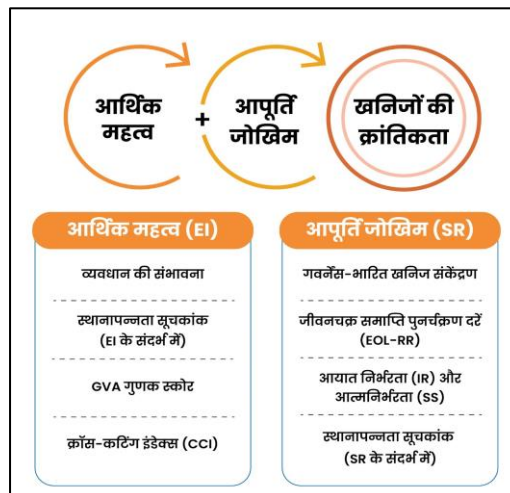 आर्थिक
महत्व
+
आपूर्ति
जोखिम
खनिजों की
क्रांतिकता
आर्थिक महत्व (EI)
व्यवधान की संभावना
स्थानापन्नता सूचकांक
(EI के संदर्भ में)
GVA गुणक स्कोर
क्रॉस-कटिंग इंडेक्स (CCI)
आपूर्ति जोखिम (SR)
गवर्नेंस-भारित खनिज संकेंद्रण
जीवनचक्र समाप्ति पुनर्चक्रण दरें
(EOL-RR)
आयात निर्भरता (IR) और
आत्मनिर्भरता (SS)
स्थानापन्नता सूचकांक
(SR के संदर्भ में)